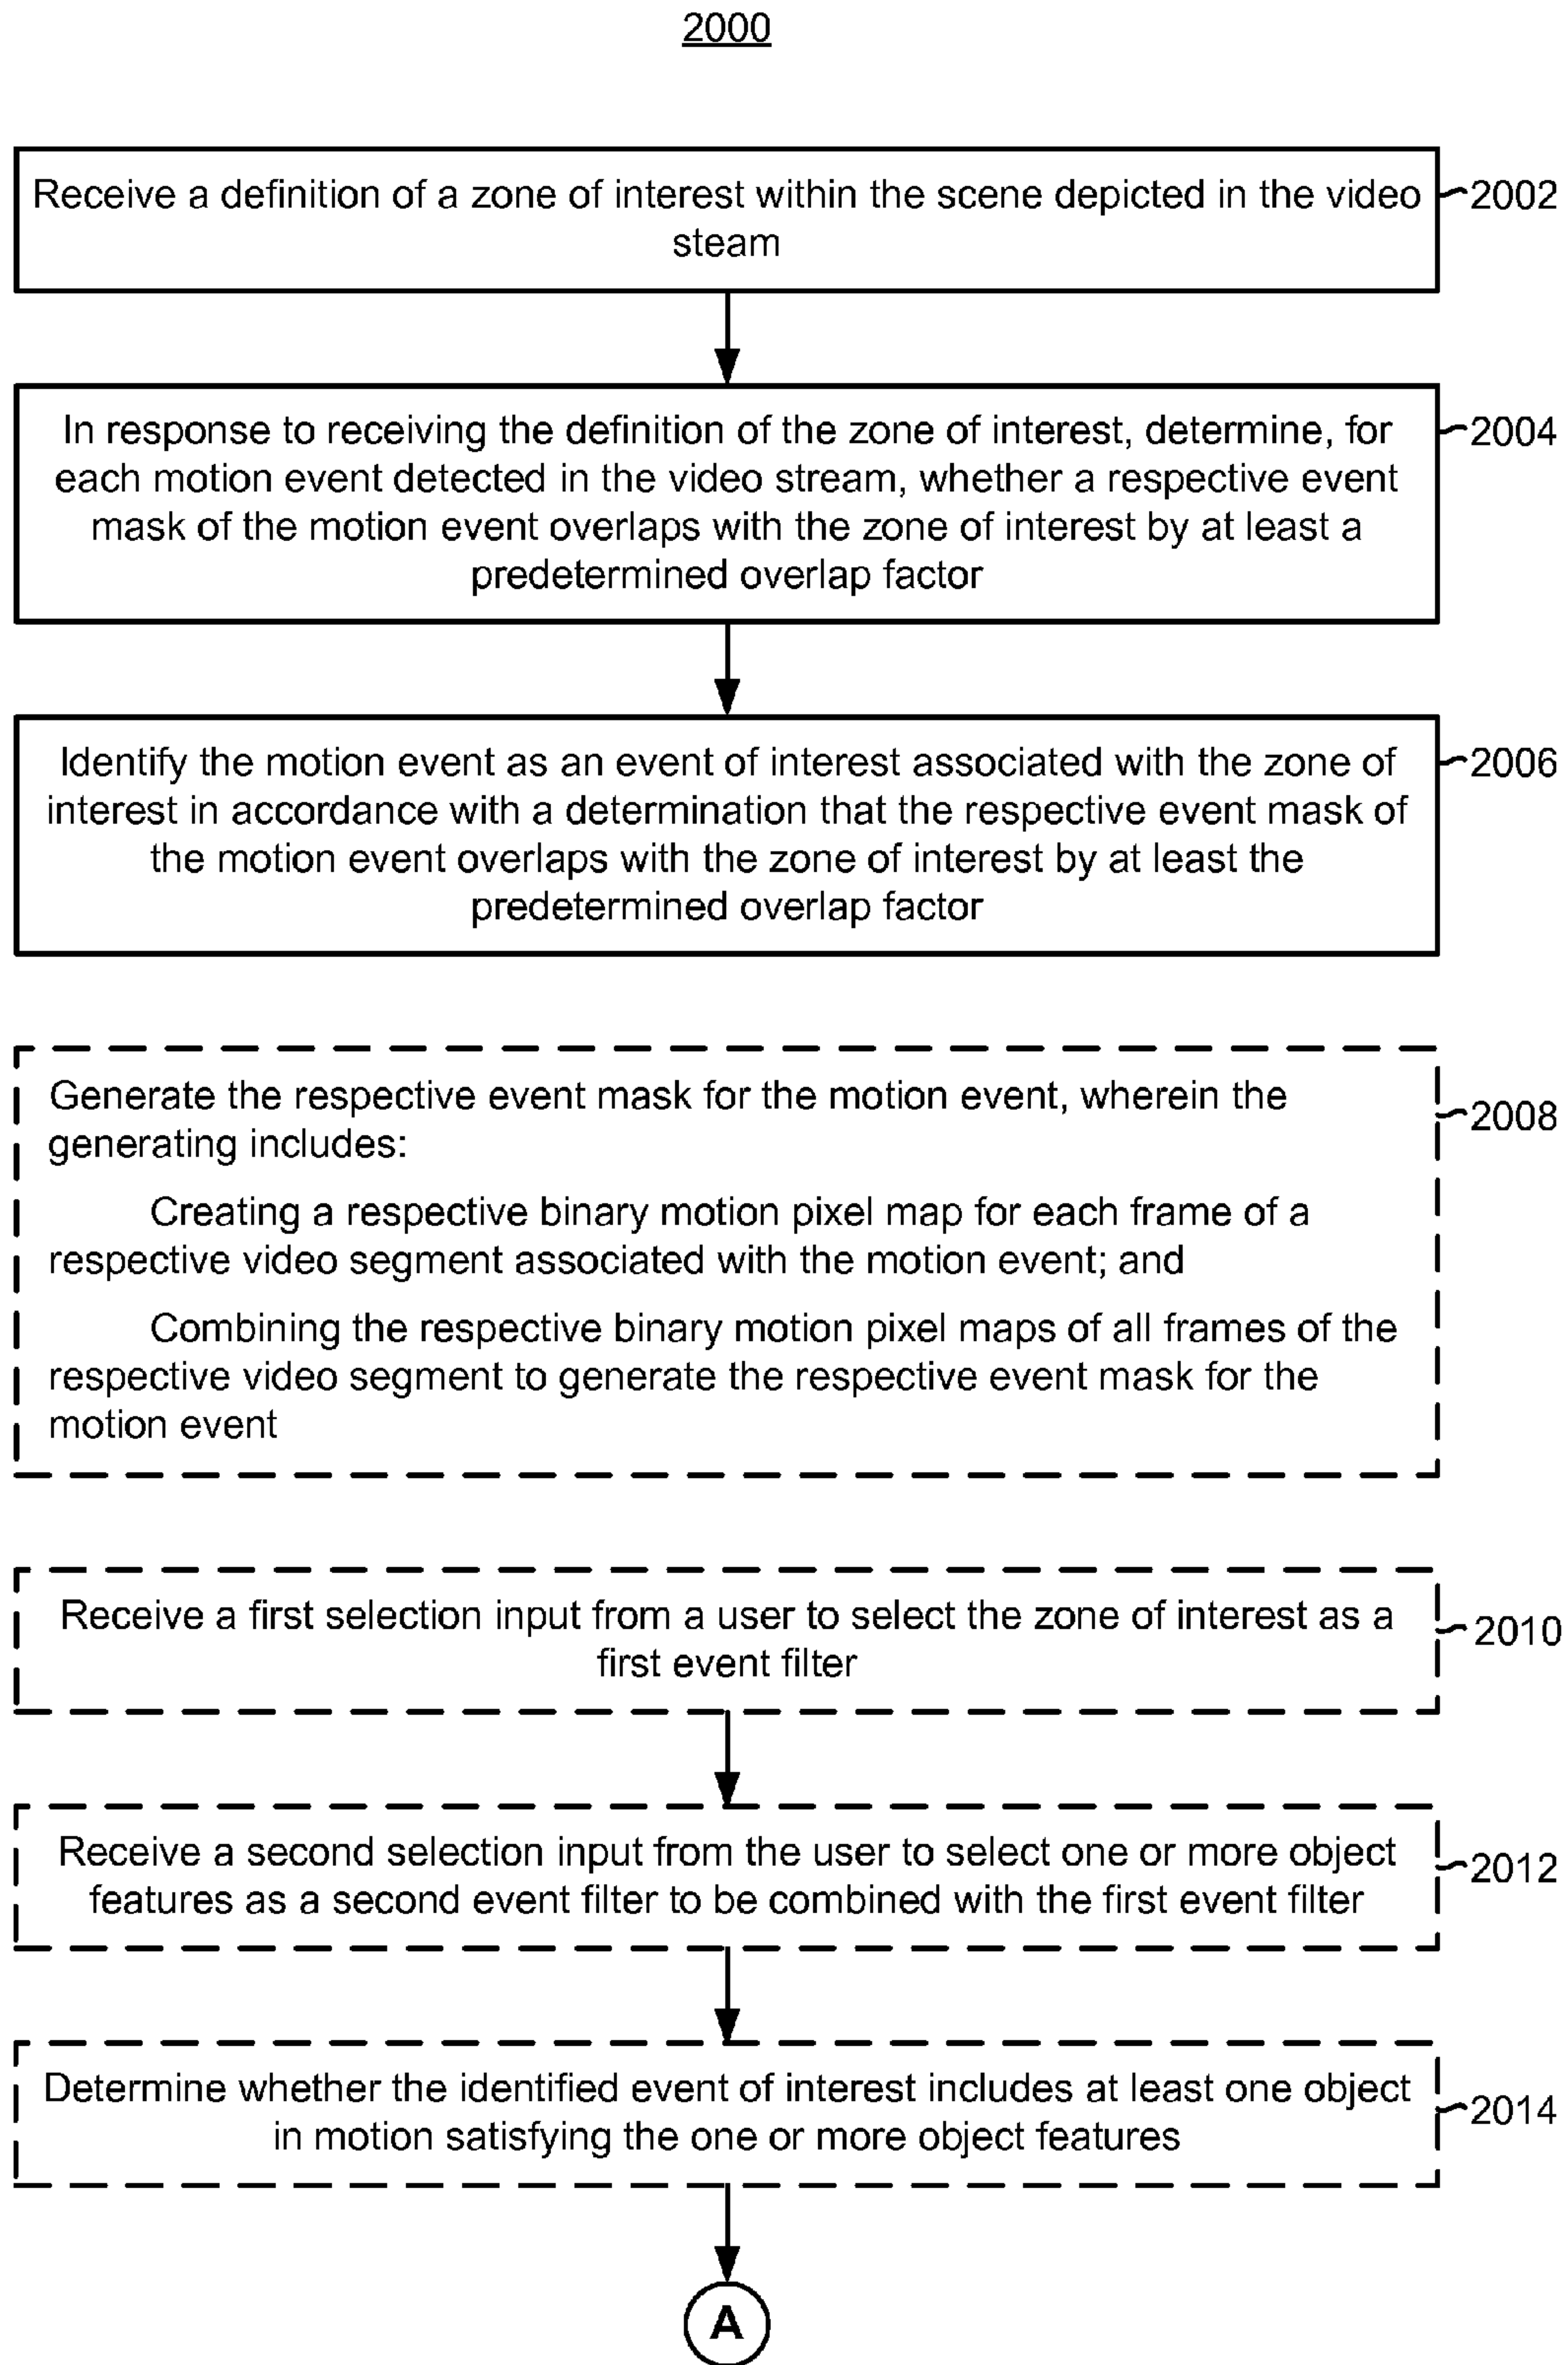 2000
Receive a definition of a zone of interest within the scene depicted in the video
steam
2002
In response to receiving the definition of the zone of interest, determine, for
each motion event detected in the video stream, whether a respective event
mask of the motion event overlaps with the zone of interest by at least a
predetermined overlap factor
2004
Identify the motion event as an event of interest associated with the zone of
interest in accordance with a determination that the respective event mask of
the motion event overlaps with the zone of interest by at least the
predetermined overlap factor
2006
Generate the respective event mask for the motion event, wherein the
generating includes:
Creating a respective binary motion pixel map for each frame of a
respective video segment associated with the motion event; and
Combining the respective binary motion pixel maps of all frames of the
respective video segment to generate the respective event mask for the
motion event
2008
Receive a first selection input from a user to select the zone of interest as a
first event filter
2010
Receive a second selection input from the user to select one or more object
features as a second event filter to be combined with the first event filter
2012
Determine whether the identified event of interest includes at least one object
in motion satisfying the one or more object features
2014
A